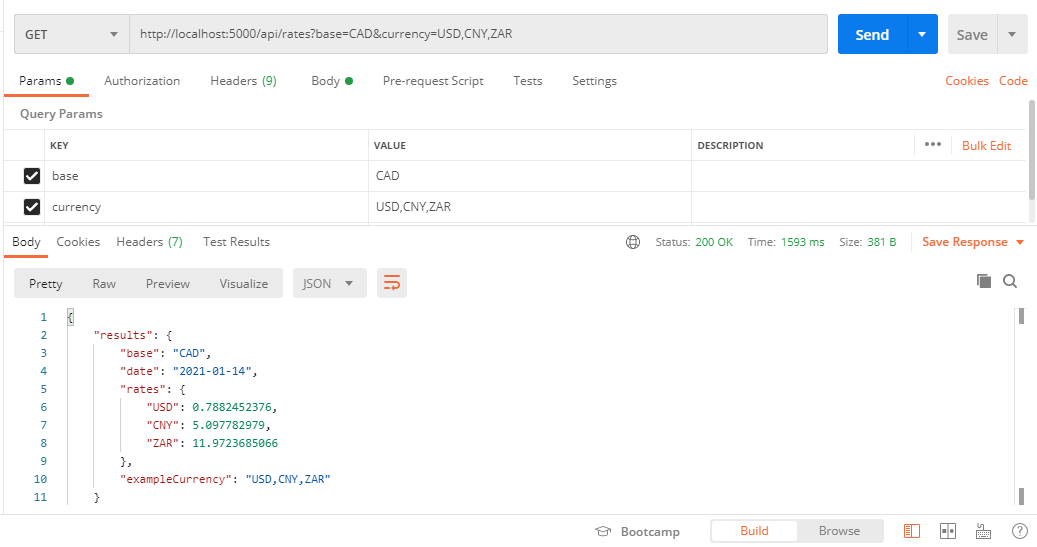 GET http://localhost:5000/api/rates?base=CAD&currency=USD,CNY,ZAR Send Save
Params Authorization Headers (9) Body Pre-request Script Tests Settings Cookies Code
Query Params
KEY VALUE DESCRIPTION ••• Bulk Edit
base CAD
currency USD,CNY,ZAR
Body Cookies Headers (7) Test Results Status: 200 OK Time: 1593 ms Size: 381 B Save Response
Pretty Raw Preview Visualize JSON
1 {
2 "results": {
3 "base": "CAD",
4 "date": "2021-01-14",
5 "rates": {
6 "USD": 0.7882452376,
7 "CNY": 5.097782979,
8 "ZAR": 11.9723685066
9 },
10 "exampleCurrency": "USD,CNY,ZAR"
11 }
Bootcamp Build Browse ?